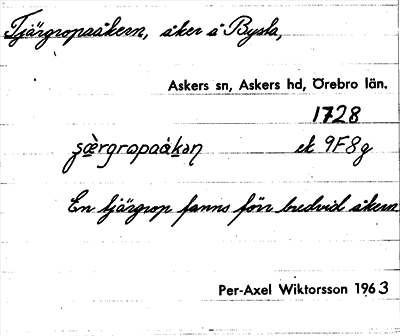 Tjärgropaåkern, åker å Bysta,
Askers sn, Askers hd, Örebro län.
1728
ek 9F8g
En tjärgrop fanns förr bredvid åkern
Per-Axel Wiktorsson 1963